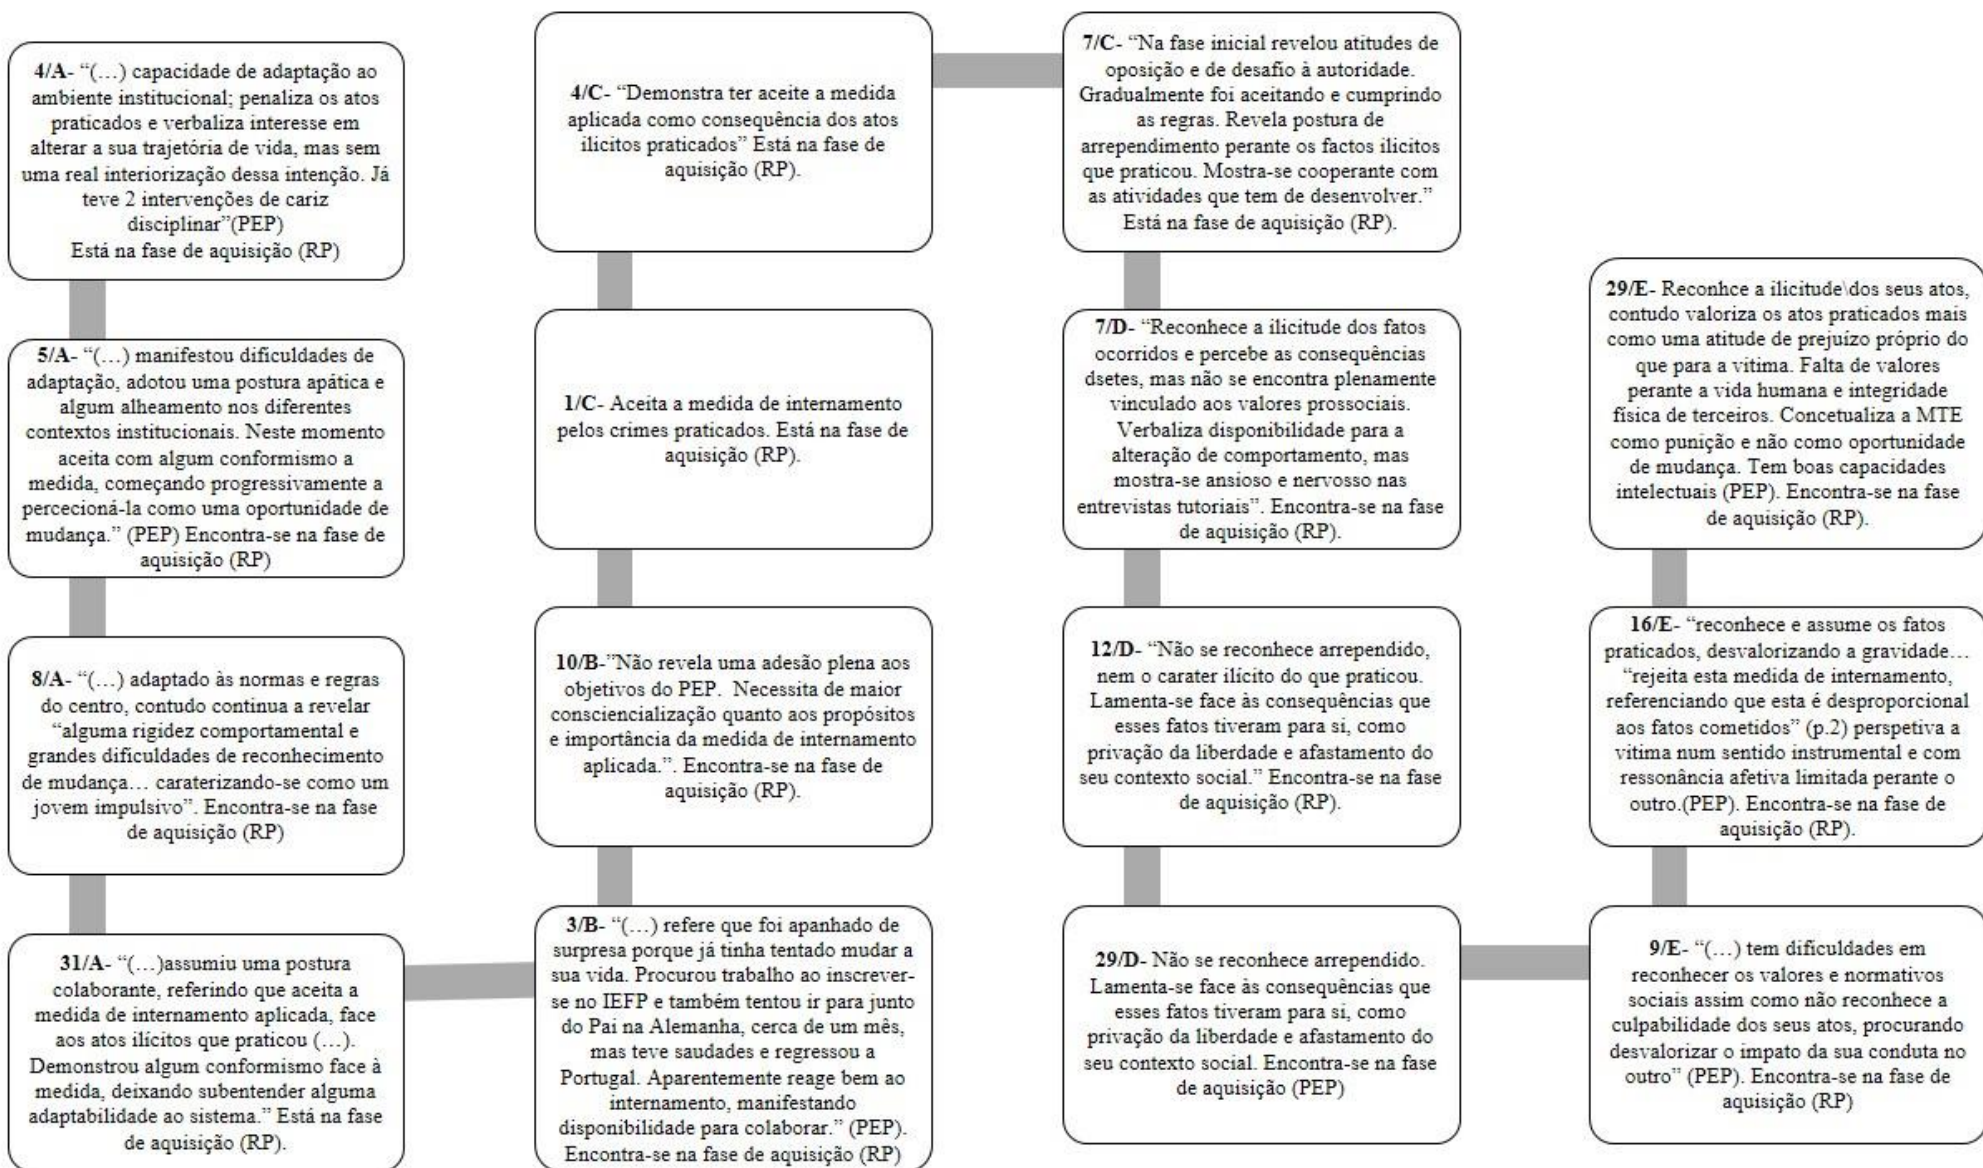 4/A- “(…) capacidade de adaptação ao
ambiente institucional; penaliza os atos
praticados e verbaliza interesse em
alterar a sua trajetória de vida, mas sem
uma real interiorização dessa intenção. Já
teve 2 intervenções de cariz
disciplinar”(PEP)
Está na fase de aquisição (RP)
5/A- “(…) manifestou dificuldades de
adaptação, adotou uma postura apática e
algum alheamento nos diferentes
contextos institucionais. Neste momento
aceita com algum conformismo a
medida, começando progressivamente a
percecioná-la como uma oportunidade de
mudança.” (PEP) Encontra-se na fase de
aquisição (RP)
8/A- “(…) adaptado às normas e regras
do centro, contudo continua a revelar
“alguma rigidez comportamental e
grandes dificuldades de reconhecimento
de mudança… caraterizando-se como um
jovem impulsivo”. Encontra-se na fase
de aquisição (RP)
31/A- “(…)assumiu uma postura
colaborante, referindo que aceita a
medida de internamento aplicada, face
aos atos ilícitos que praticou (…).
Demonstrou algum conformismo face à
medida, deixando subentender alguma
adaptabilidade ao sistema.” Está na fase
de aquisição (RP).
4/C- “Demonstra ter aceite a medida
aplicada como consequência dos atos
ilicitos praticados” Está na fase de
aquisição (RP).
1/C- Aceita a medida de internamento
pelos crimes praticados. Está na fase de
aquisição (RP).
10/B-”Não revela uma adesão plena aos
objetivos do PEP.  Necessita de maior
consciencialização quanto aos propósitos
e importância da medida de internamento
aplicada.”. Encontra-se na fase de
aquisição (RP).
3/B- “(…) refere que foi apanhado de
surpresa porque já tinha tentado mudar a
sua vida. Procurou trabalho ao inscrever-
se no IEFP e também tentou ir para junto
do Pai na Alemanha, cerca de um mês,
mas teve saudades e regressou a
Portugal. Aparentemente reage bem ao
internamento, manifestando
disponibilidade para colaborar.” (PEP).
Encontra-se na fase de aquisição (RP)
7/C- “Na fase inicial revelou atitudes de
oposição e de desafio à autoridade.
Gradualmente foi aceitando e cumprindo
as regras. Revela postura de
arrependimento perante os factos ilicitos
que praticou. Mostra-se cooperante com
as atividades que tem de desenvolver.”
Está na fase de aquisição (RP).
7/D- “Reconhece a ilicitude dos fatos
ocorridos e percebe as consequências
dsetes, mas não se encontra plenamente
vinculado aos valores prossociais.
Verbaliza disponibilidade para a
alteração de comportamento, mas
mostra-se ansioso e nervosso nas
entrevistas tutoriais”. Encontra-se na fase
de aquisição (RP).
12/D- “Não se reconhece arrependido,
nem o carater ilícito do que praticou.
Lamenta-se face às consequências que
esses fatos tiveram para si, como
privação da liberdade e afastamento do
seu contexto social.” Encontra-se na fase
de aquisição (RP).
29/D- Não se reconhece arrependido.
Lamenta-se face às consequências que
esses fatos tiveram para si, como
privação da liberdade e afastamento do
seu contexto social. Encontra-se na fase
de aquisição (PEP)
29/E- Reconhce a ilicitude\dos seus atos,
contudo valoriza os atos praticados mais
como uma atitude de prejuízo próprio do
que para a vítima. Falta de valores
perante a vida humana e integridade
física de terceiros. Concetualiza a MTE
como punição e não como oportunidade
de mudança. Tem boas capacidades
intelectuais (PEP). Encontra-se na fase
de aquisição (RP).
16/E- “reconhece e assume os fatos
praticados, desvalorizando a gravidade…
“rejeita esta medida de internamento,
referenciando que esta é desproporcional
aos fatos cometidos” (p.2) perspetiva a
vítima num sentido instrumental e com
ressonância afetiva limitada perante o
outro.(PEP). Encontra-se na fase de
aquisição (RP).
9/E- “(…) tem dificuldades em
reconhecer os valores e normativos
sociais assim como não reconhece a
culpabilidade dos seus atos, procurando
desvalorizar o impato da sua conduta no
outro” (PEP). Encontra-se na fase de
aquisição (RP)